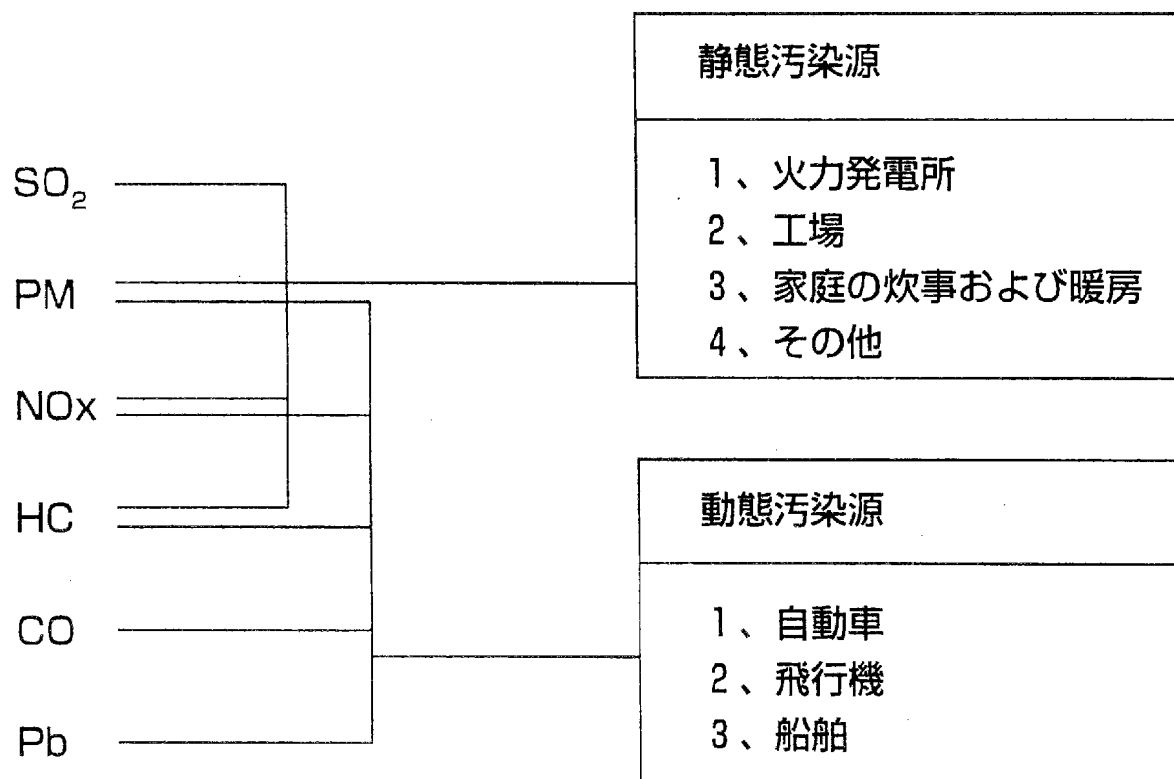 SO₂
PM
NOx
HC
CO
Pb
静態汚染源
1、火力発電所
2、工場
3、家庭の炊事および暖房
4、その他
動態汚染源
1、自動車
2、飛行機
3、船舶